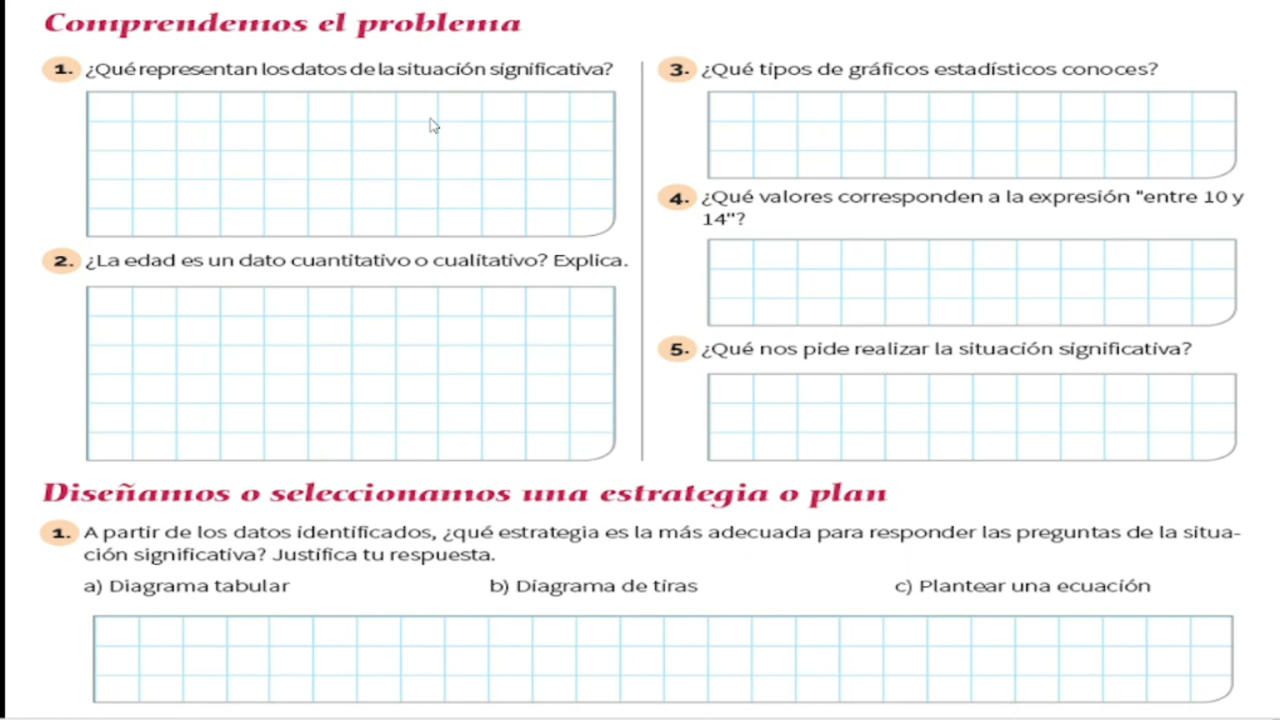 Comprendemos el problema
1. ¿Qué representan los datos de la situación significativa?
2. ¿La edad es un dato cuantitativo o cualitativo? Explica.
3. ¿Qué tipos de gráficos estadísticos conoces?
4. ¿Qué valores corresponden a la expresión "entre 10 y
14"?
5. ¿Qué nos pide realizar la situación significativa?
Diseñamos o seleccionamos una estrategia o plan
1. A partir de los datos identificados, ¿qué estrategia es la más adecuada para responder las preguntas de la situa-
ción significativa? Justifica tu respuesta.
a) Diagrama tabular b) Diagrama de tiras c) Plantear una ecuación